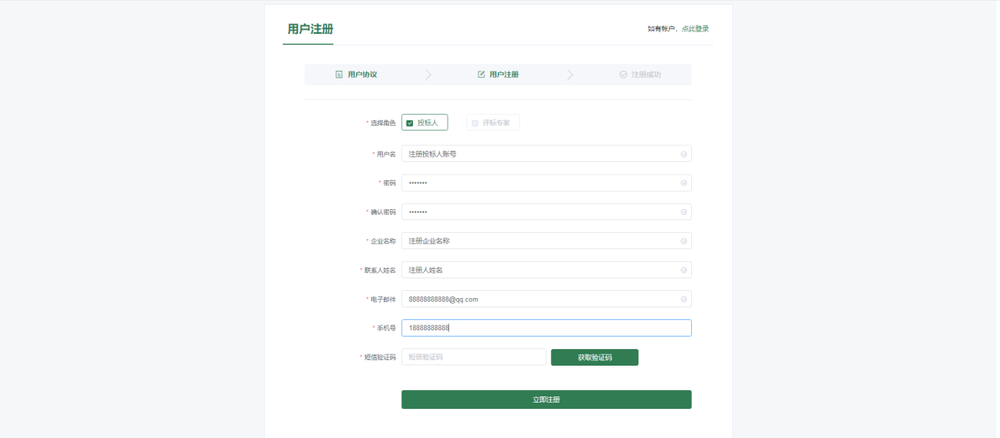 用户注册
如有帐户，点此登录
用户协议
用户注册
注册成功
* 选择角色 投标人 评标专家
* 用户名 注册投标人账号
* 密码 •••••••
* 确认密码 •••••••
* 企业名称 注册企业名称
* 联系人姓名 注册人姓名
* 电子邮件 88888888888@qq.com
* 手机号 18888888888
* 短信验证码 短信验证码 获取验证码
立即注册